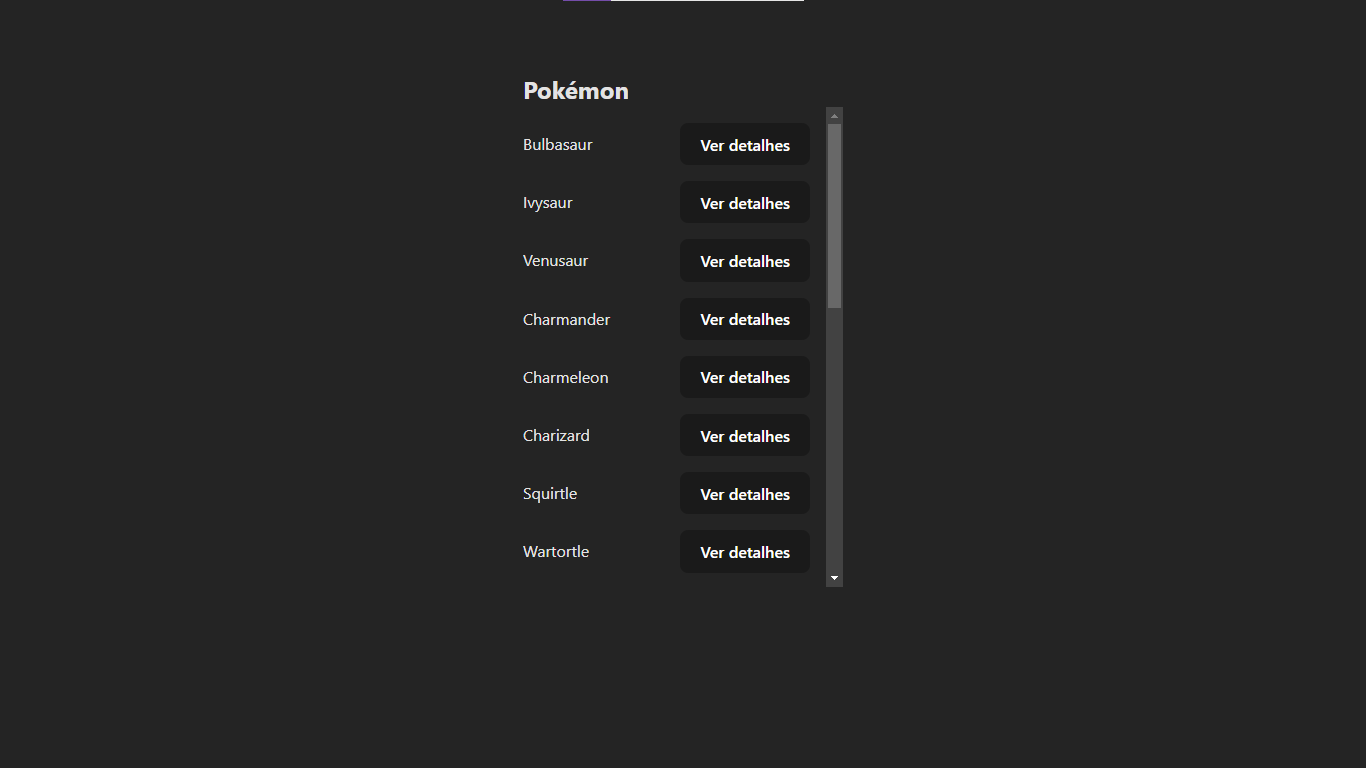 Pokémon
Bulbasaur Ver detalhes
Ivysaur Ver detalhes
Venusaur Ver detalhes
Charmander Ver detalhes
Charmeleon Ver detalhes
Charizard Ver detalhes
Squirtle Ver detalhes
Wartortle Ver detalhes